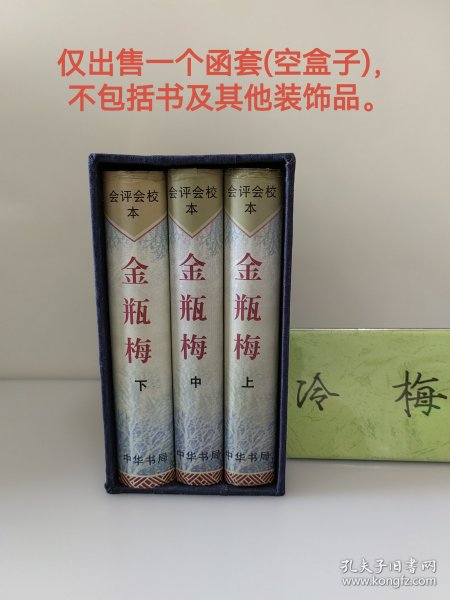 仅出售一个函套(空盒子)，
不包括书及其他装饰品。
会评会校
本
金瓶梅
下
中华书局
会评会校
本
金瓶梅
中
中华书局
会评会校
本
金瓶梅
上
中华书局
冷梅
孔夫子旧书网
www.kongfz.com